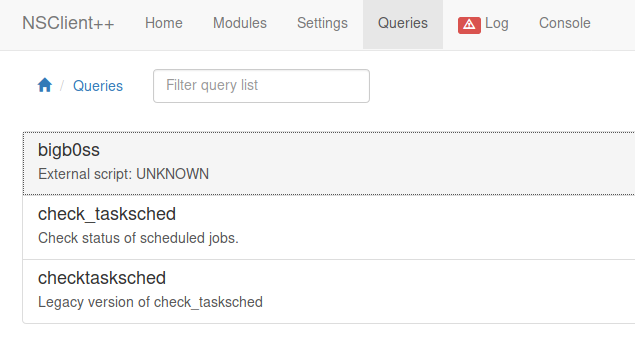 NSClient++ Home Modules Settings Queries Log Console
/ Queries Filter query list
bigb0ss
External script: UNKNOWN
check_tasksched
Check status of scheduled jobs.
checktasksched
Legacy version of check_tasksched